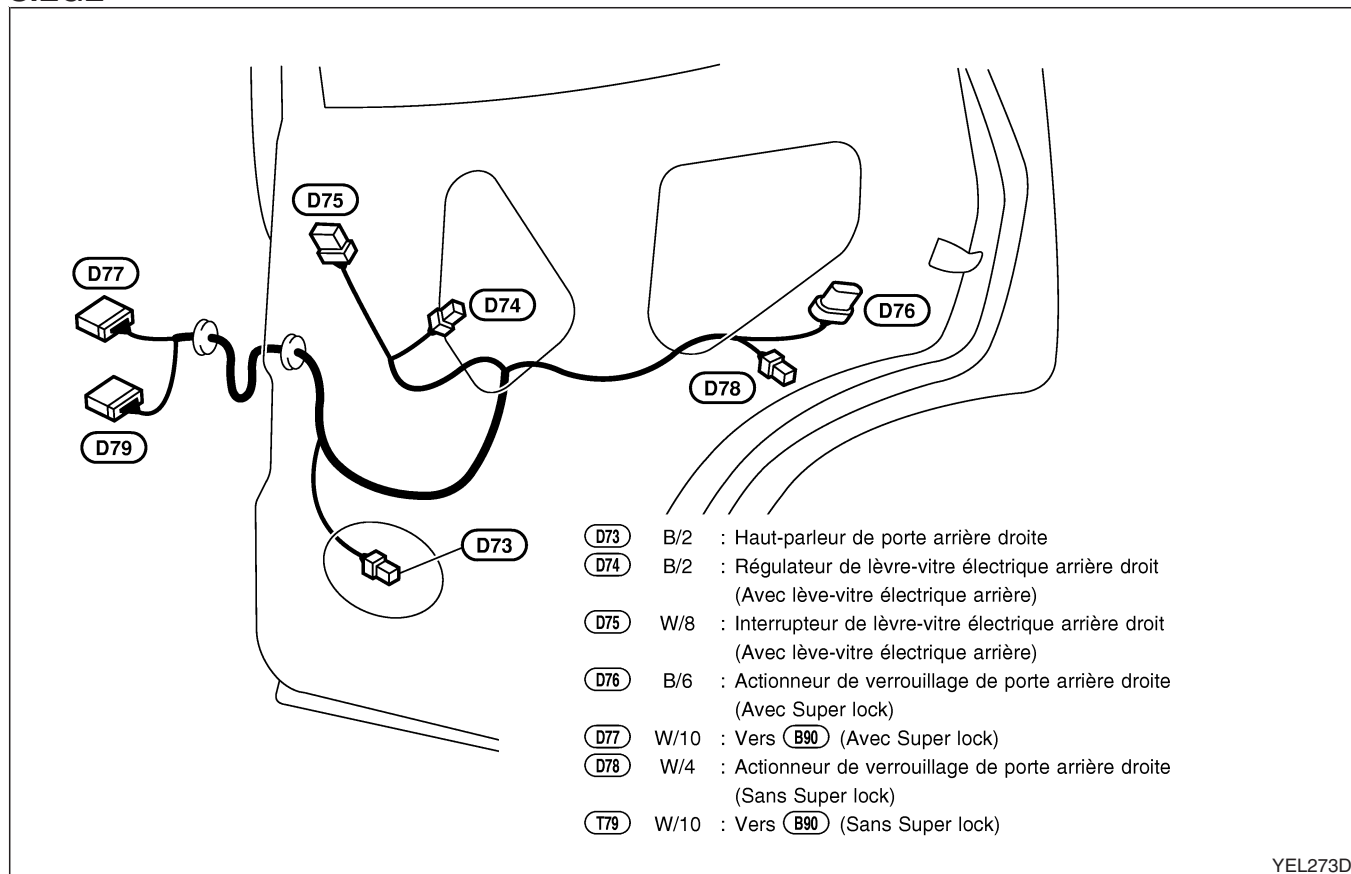 D75
D77
D74
D76
D78
D79
D73
D73 B/2 : Haut-parleur de porte arrière droite
D74 B/2 : Régulateur de lèvre-vitre électrique arrière droit
(Avec lève-vitre électrique arrière)
D75 W/8 : Interrupteur de lèvre-vitre électrique arrière droit
(Avec lève-vitre électrique arrière)
D76 B/6 : Actionneur de verrouillage de porte arrière droite
(Avec Super lock)
D77 W/10 : Vers B90 (Avec Super lock)
D78 W/4 : Actionneur de verrouillage de porte arrière droite
(Sans Super lock)
T79 W/10 : Vers B90 (Sans Super lock)
YEL273D